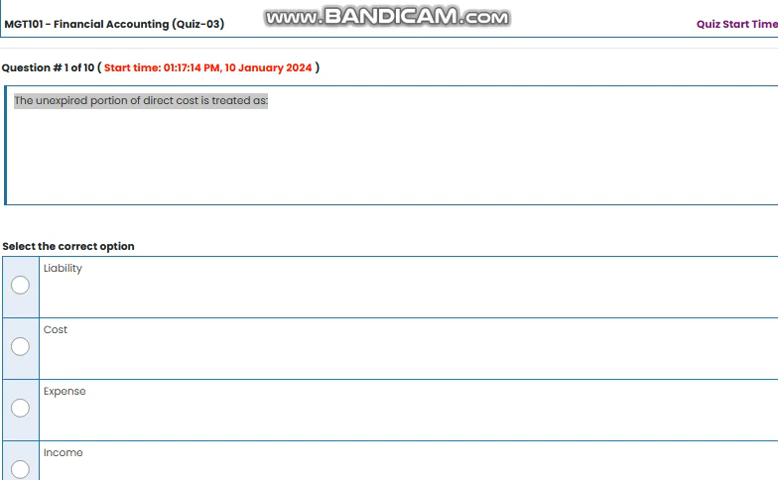 www.BANDICAM.com
MGT101 - Financial Accounting (Quiz-03)
Quiz Start Time
Question # 1 of 10 ( Start time: 01:17:14 PM, 10 January 2024 )
The unexpired portion of direct cost is treated as:
Select the correct option
Liability
Cost
Expense
Income